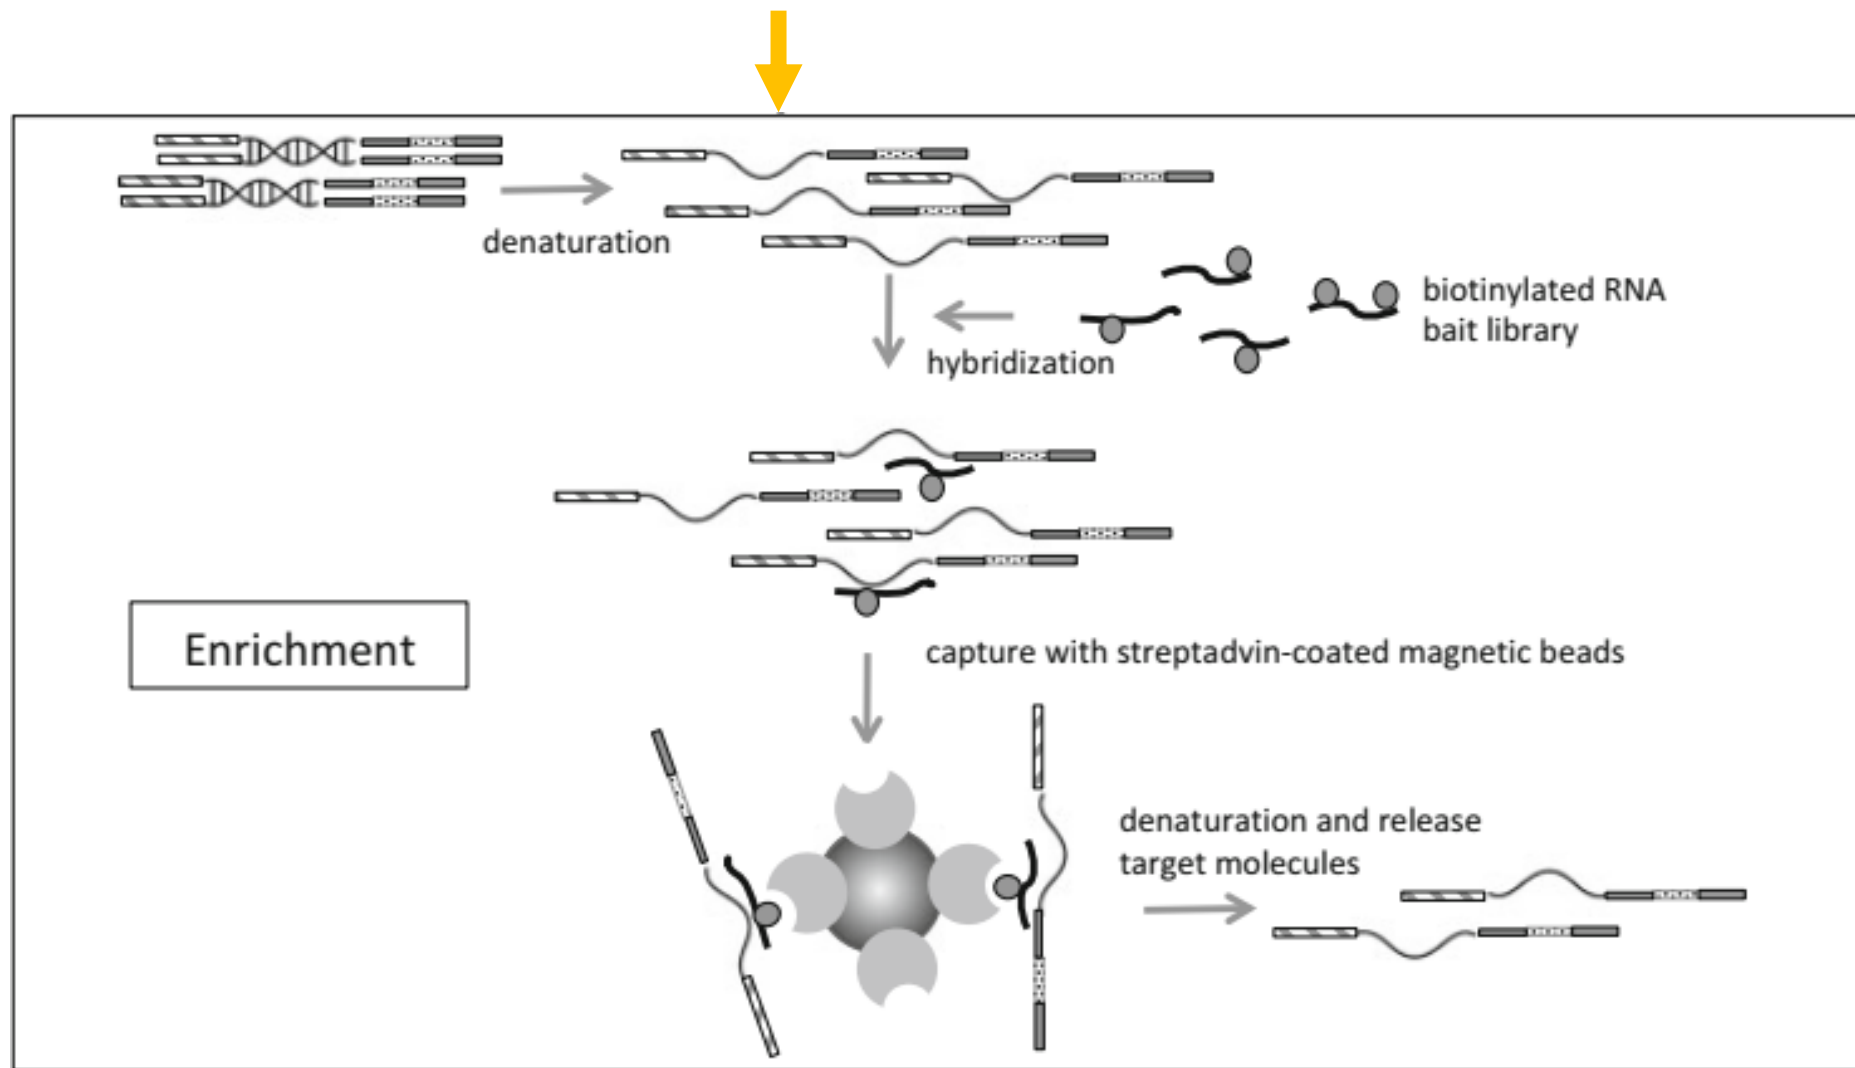 denaturation
biotinylated RNA
bait library
hybridization
Enrichment
capture with streptadvin-coated magnetic beads
denaturation and release
target molecules